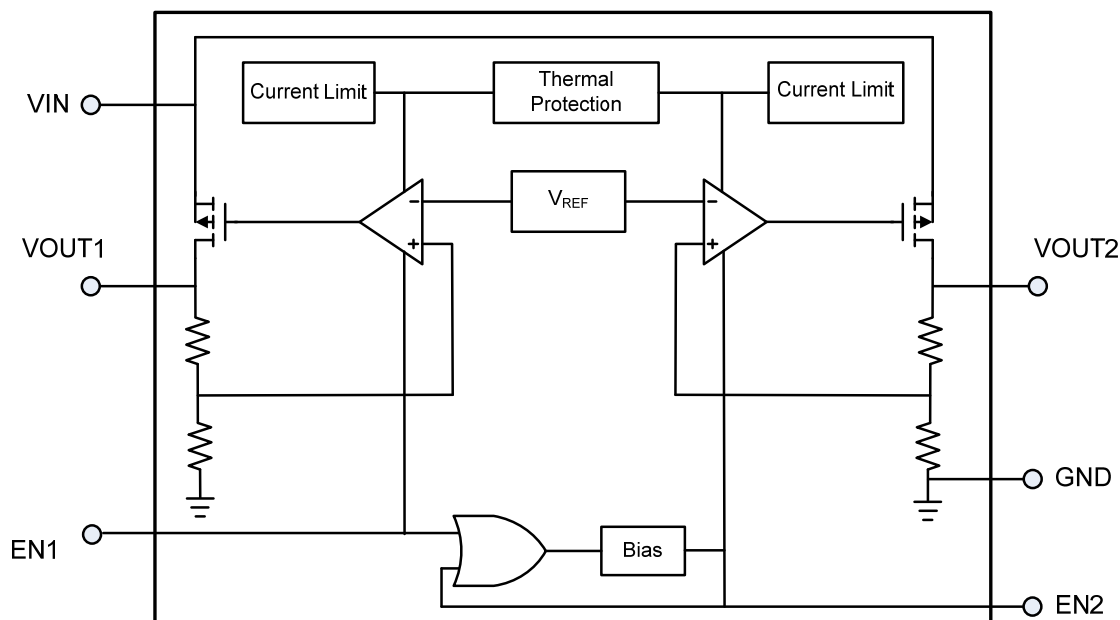 Current Limit
Thermal
Protection
Current Limit
VIN
VREF
-
-
+
+
VOUT1
VOUT2
GND
EN1
Bias
EN2